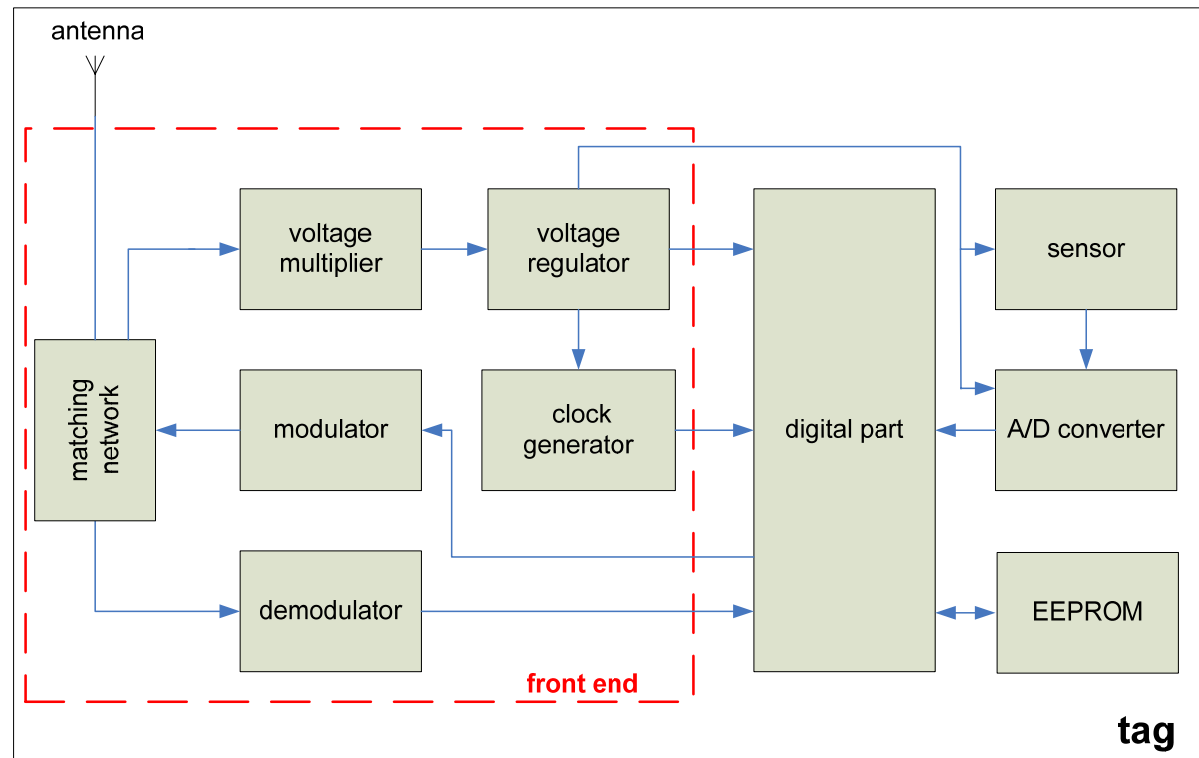 antenna
voltage
multiplier
voltage
regulator
sensor
matching
network
modulator
clock
generator
digital part
A/D converter
demodulator
EEPROM
front end
tag